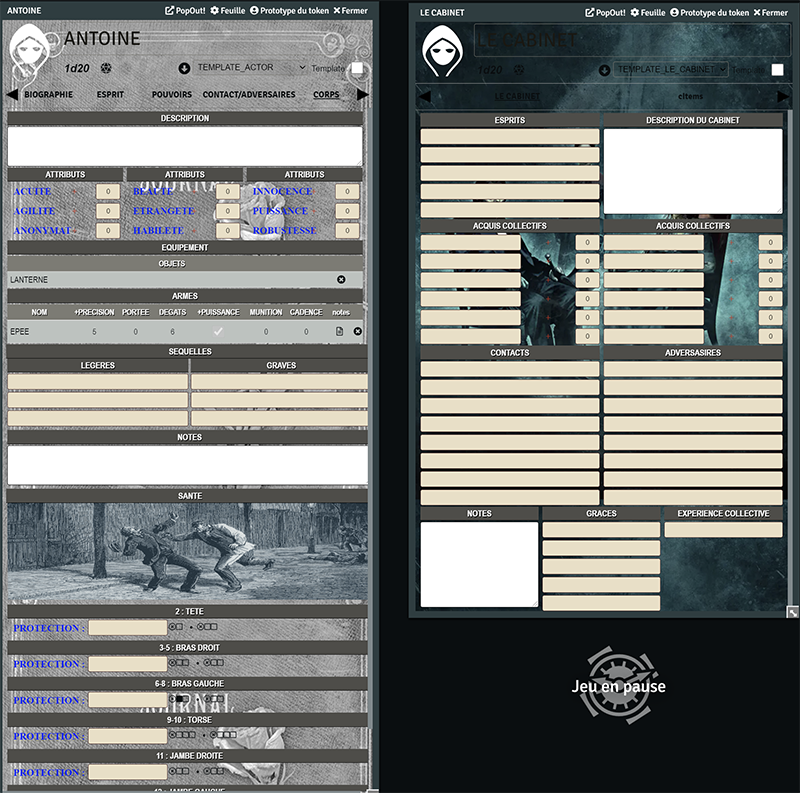 ANTOINE PopOut! Feuille Prototype du token Fermer
ANTOINE
1d20 TEMPLATE_ACTOR Template
BIOGRAPHIE ESPRIT POUVOIRS CONTACT/ADVERSAIRES CORPS
DESCRIPTION
ATTRIBUTS ATTRIBUTS ATTRIBUTS
ACUITE 0 BEAUTE 0 INNOCENCE 0
AGILITE 0 ETRANGETE 0 PUISSANCE 0
ANONYMAT 0 HABILETE 0 ROBUSTESSE 0
EQUIPEMENT
OBJETS
LANTERNE
ARMES
NOM +PRECISION PORTEE DEGATS +PUISSANCE MUNITION CADENCE notes
EPEE 5 0 6 0 0
SEQUELLES
LEGERES GRAVES
NOTES
SANTE
2 : TETE
PROTECTION :
3-5 : BRAS DROIT
PROTECTION :
6-8 : BRAS GAUCHE
PROTECTION :
JOURNAL
9-10 : TORSE
PROTECTION :
11 : JAMBE DROITE
PROTECTION :
12 : JAMBE GAUCHE
LE CABINET PopOut! Feuille Prototype du token Fermer
LE CABINET
1d20 TEMPLATE_LE_CABINET Template
LE CABINET cItems
ESPRITS DESCRIPTION DU CABINET
ACQUIS COLLECTIFS ACQUIS COLLECTIFS
0 0
0 0
0 0
0 0
0 0
0 0
CONTACTS ADVERSAIRES
NOTES GRACES EXPERIENCE COLLECTIVE
Jeu en pause